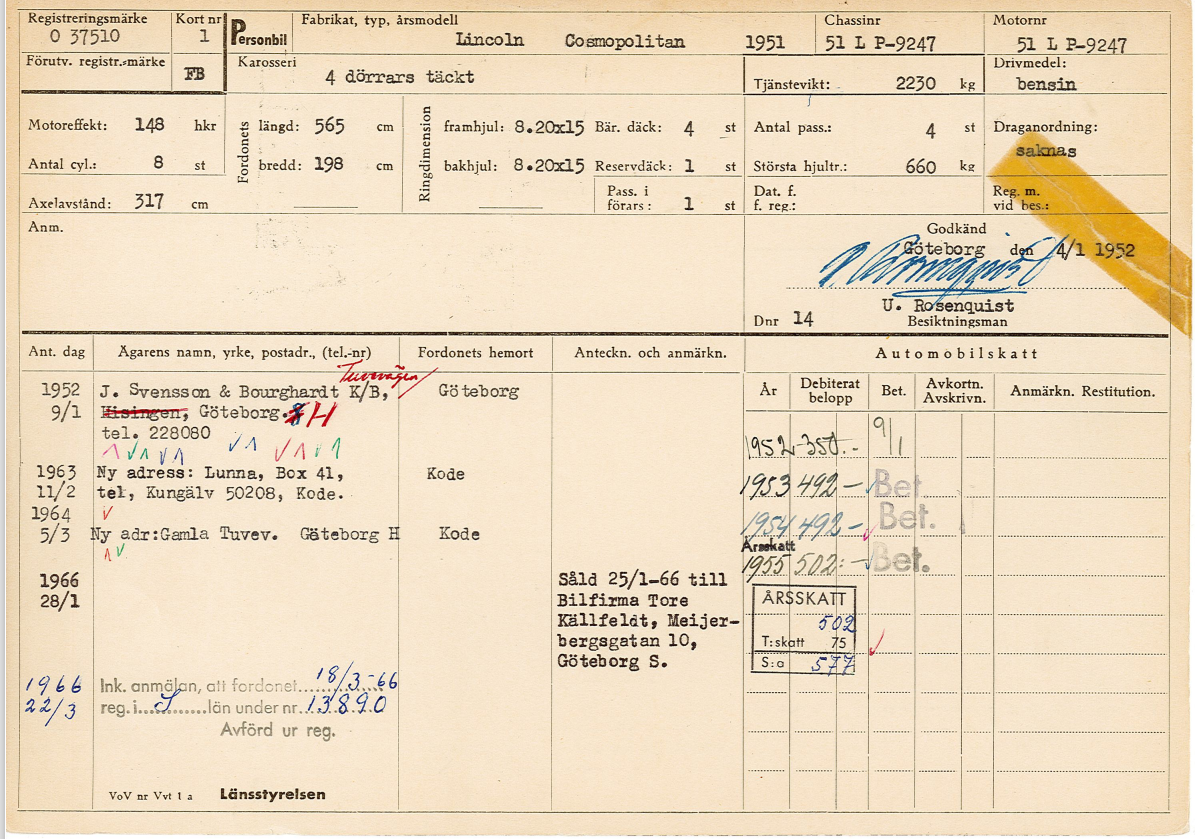 Registreringsmärke
O 37510
Kort nr
1
Personbil
Fabrikat, typ, årsmodell
Lincoln Cosmopolitan 1951
Chassinr
51 L P-9247
Motornr
51 L P-9247
Förutv. registr.-märke
FB
Karosseri
4 dörrars täckt
Tjänstevikt: 2230 kg
Drivmedel:
bensin
Motoreffekt: 148 hkr
Fordonets
längd: 565 cm
Ringdimension
framhjul: 8.20x15
Bär. däck: 4 st
Antal pass.: 4 st
Draganordning:
saknas
Antal cyl.: 8 st
bredd: 198 cm
bakhjul: 8.20x15
Reservdäck: 1 st
Största hjultr.: 660 kg
Axelavstånd: 317 cm
Pass. i
förars: 1 st
Dat. f.
f. reg.:
Reg. m.
vid bes.:
Anm.
Godkänd
Göteborg den 4/1 1952
U. Rosenquist
Dnr 14 Besiktningsman
Ant. dag
Ägarens namn, yrke, postadr., (tel.-nr)
Fordonets hemort
Anteckn. och anmärkn.
Automobilskatt
År
Debiterat
belopp
Bet.
Avkortn.
Avskrivn.
Anmärkn. Restitution.
Tuvevägen
1952 J. Svensson & Bourghardt K/B, Göteborg
9/1 Hisingen, Göteborg. H
tel. 228080
1963 Ny adress: Lunna, Box 41, Kode
11/2 tel, Kungälv 50208, Kode.
1964
5/3 Ny adr:Gamla Tuvev. Gäteborg H Kode
1966
28/1
Såld 25/1-66 till
Bilfirma Tore
Källfeldt, Meijer-
bergsgatan 10,
Göteborg S.
1966 Ink. anmälan, att fordonet 18/3-66
22/3 reg. i län under nr 13890
Avförd ur reg.
1952 350.- 9/1
1953 492 - Bet.
1954 492 - Bet.
Årsskatt
1955 502:- Bet.
ÅRSSKATT
502
T:skatt 75
S:a 577
VoV nr Vvt 1 a Länsstyrelsen